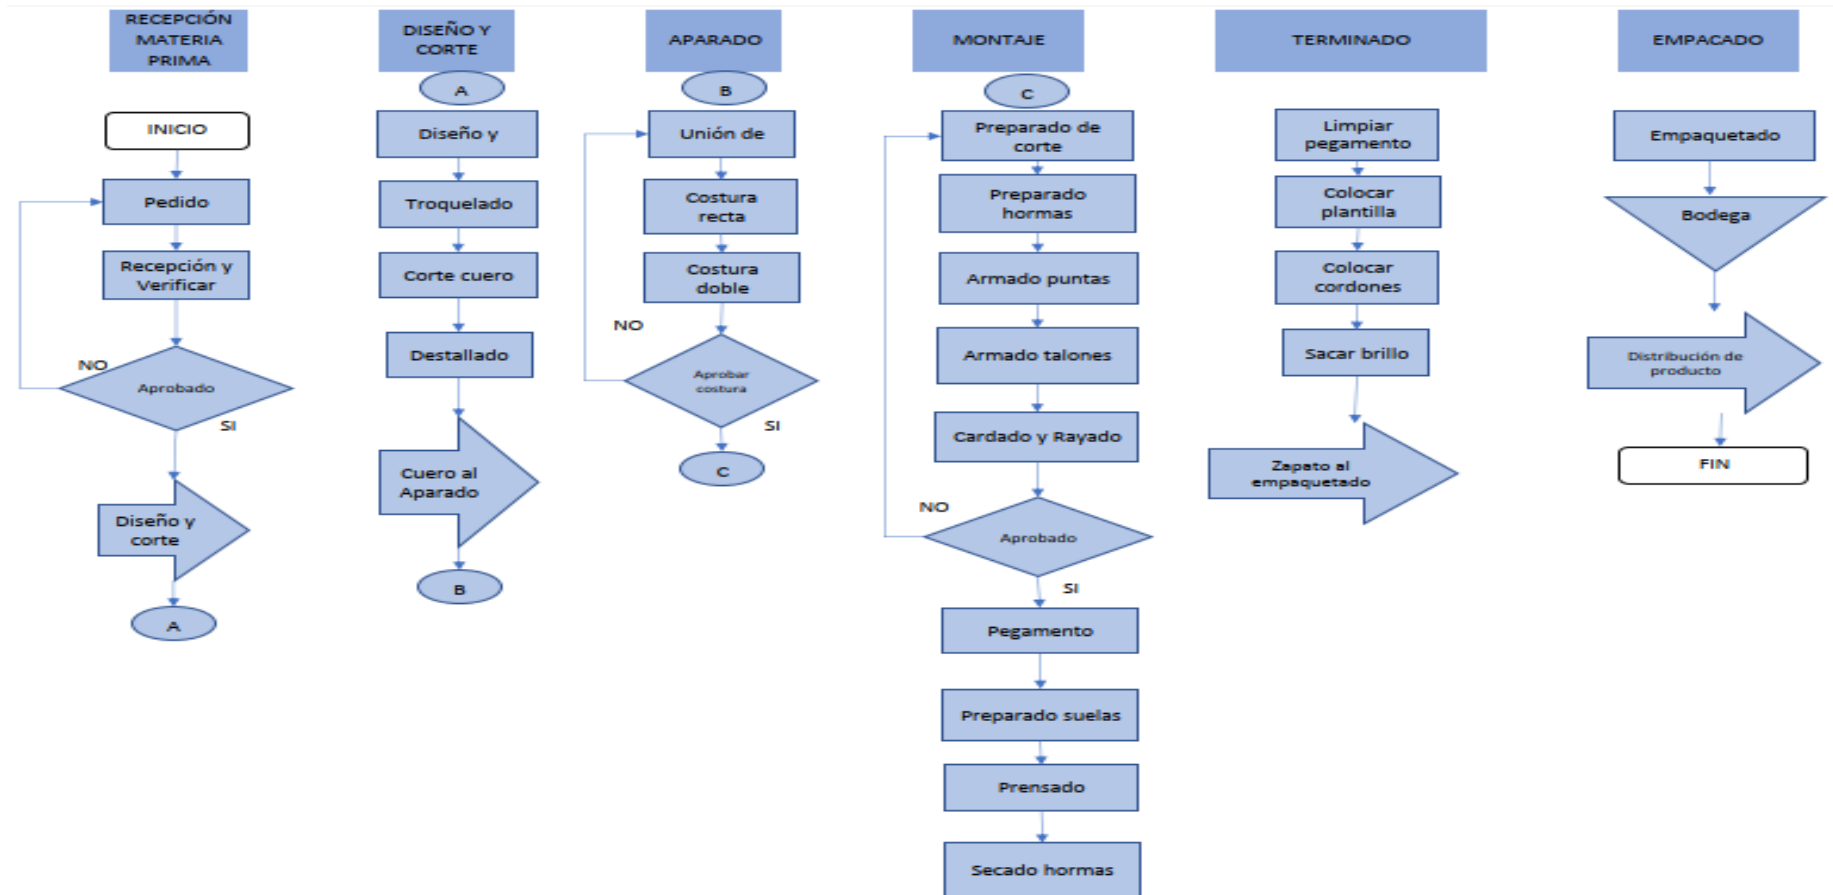 RECEPCIÓN
MATERIA
PRIMA
INICIO
Pedido
Recepción y
Verificar
NO
Aprobado
SI
Diseño y
corte
A
DISEÑO Y
CORTE
A
Diseño y
Troquelado
Corte cuero
Destallado
Cuero al
Aparado
B
APARADO
B
Unión de
Costura
recta
Costura
doble
NO
Aprobar
costura
SI
C
MONTAJE
C
Preparado de
corte
Preparado
hormas
Armado puntas
Armado talones
Cardado y Rayado
NO
Aprobado
SI
Pegamento
Preparado suelas
Prensado
Secado hormas
TERMINADO
Limpiar
pegamento
Colocar
plantilla
Colocar
cordones
Sacar brillo
Zapato al
empaquetado
EMPACADO
Empaquetado
Bodega
Distribución de
producto
FIN